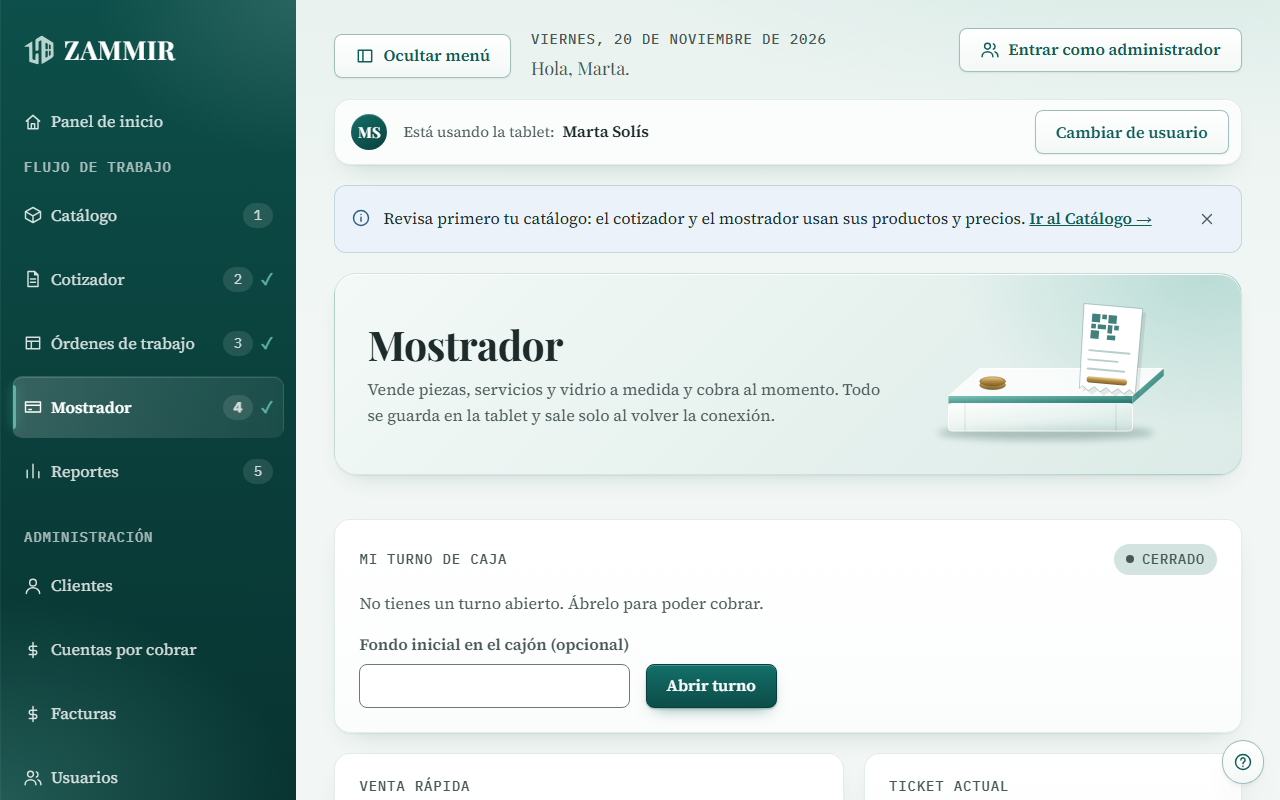 ZAMMIR
Panel de inicio
FLUJO DE TRABAJO
Catálogo 1
Cotizador 2
Órdenes de trabajo 3
Mostrador 4
Reportes 5
ADMINISTRACIÓN
Clientes
Cuentas por cobrar
Facturas
Usuarios
Ocultar menú
VIERNES, 20 DE NOVIEMBRE DE 2026
Hola, Marta.
Entrar como administrador
MS
Está usando la tablet: Marta Solís
Cambiar de usuario
Revisa primero tu catálogo: el cotizador y el mostrador usan sus productos y precios. Ir al Catálogo →
Mostrador
Vende piezas, servicios y vidrio a medida y cobra al momento. Todo
se guarda en la tablet y sale solo al volver la conexión.
MI TURNO DE CAJA
CERRADO
No tienes un turno abierto. Ábrelo para poder cobrar.
Fondo inicial en el cajón (opcional)
Abrir turno
VENTA RÁPIDA
TICKET ACTUAL